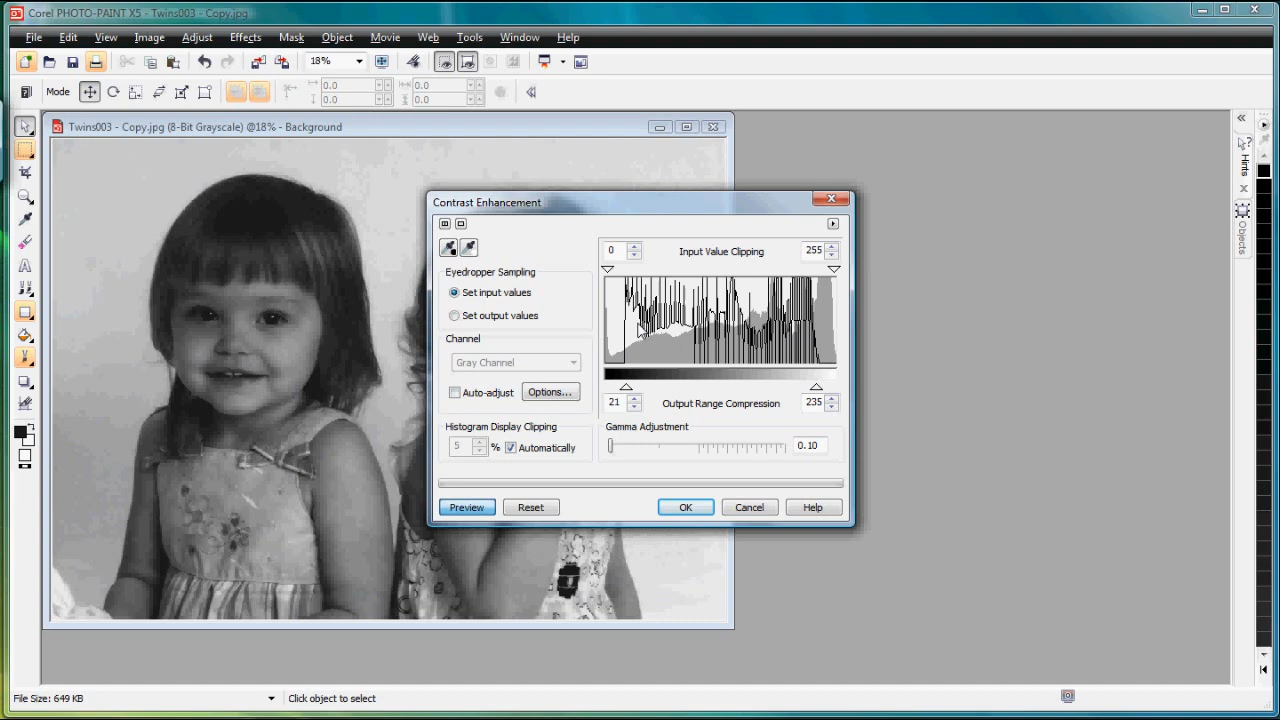 Corel PHOTO-PAINT X5 - Twins003 - Copy.jpg
File Edit View Image Adjust Effects Mask Object Movie Web Tools Window Help
18%
Mode 0.0 0.0
0.0 0.0
Twins003 - Copy.jpg (8-Bit Grayscale) @18% - Background
Hints
Objects
Contrast Enhancement
0 Input Value Clipping 255
Eyedropper Sampling
Set input values
Set output values
Channel
Gray Channel
Auto-adjust Options...
21 Output Range Compression 235
Histogram Display Clipping
5 % Automatically
Gamma Adjustment
0.10
Preview Reset OK Cancel Help
File Size: 649 KB Click object to select